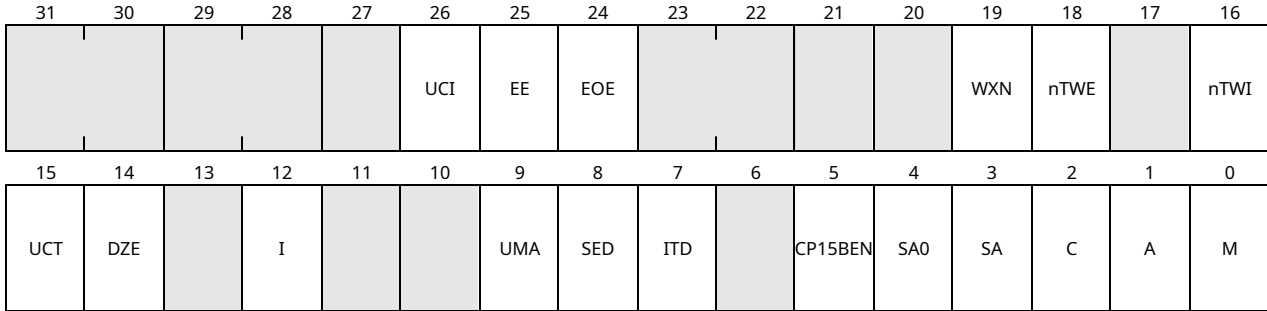 31 30 29 28 27 26 25 24 23 22 21 20 19 18 17 16
UCI EE EOE WXN nTWE nTWI
15 14 13 12 11 10 9 8 7 6 5 4 3 2 1 0
UCT DZE I UMA SED ITD CP15BEN SA0 SA C A M